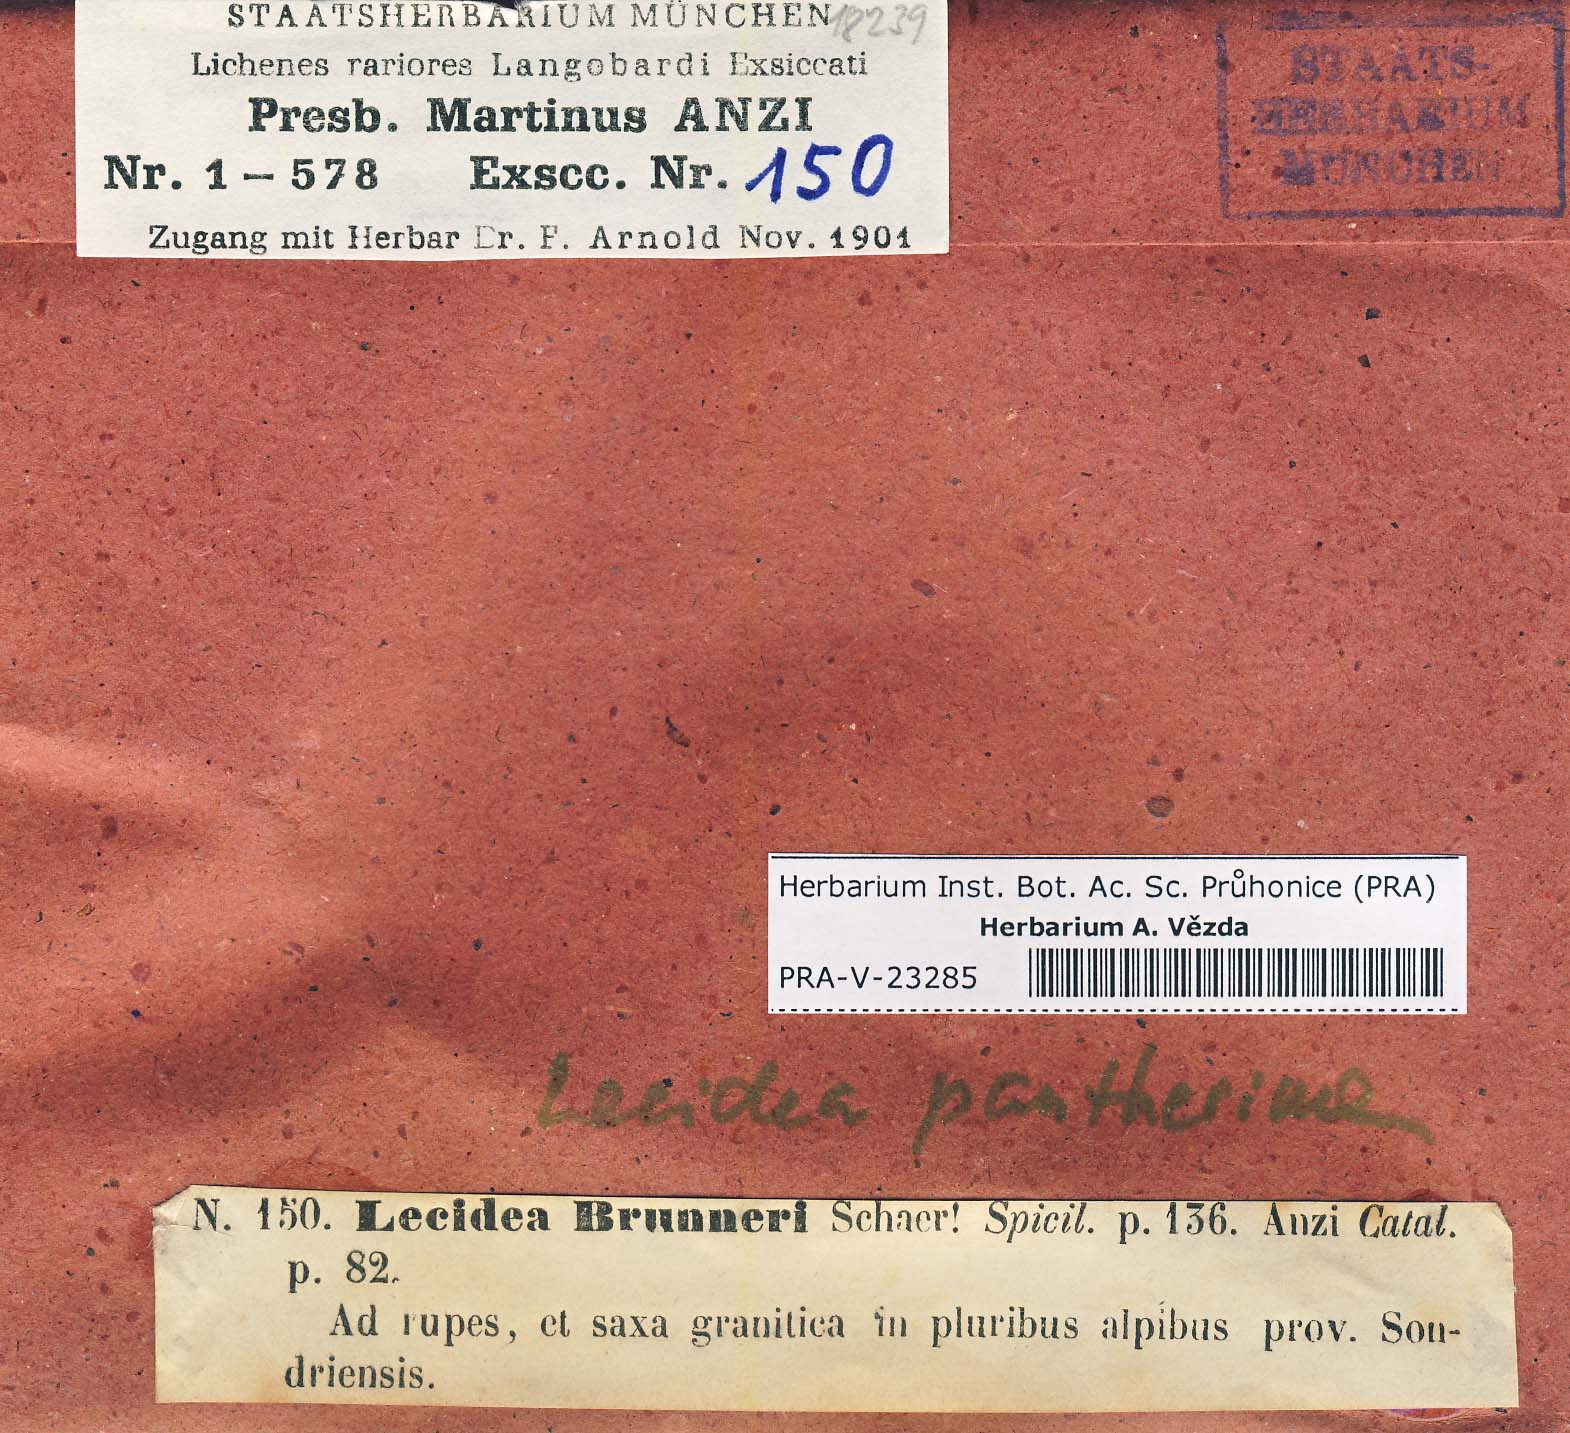 STAATSHERBARIUM MÜNCHEN
18239
Lichenes rariores Langobardi Exsiccati
Presb. Martinus ANZI
Nr. 1 – 578 Exscc. Nr. 150
Zugang mit Herbar Dr. F. Arnold Nov. 1901
STAATS-
HERBARIUM
MÜNCHEN
Herbarium Inst. Bot. Ac. Sc. Průhonice (PRA)
Herbarium A. Vězda
PRA-V-23285
Lecidea pantherina
N. 150. Lecidea Brunneri Schaer! Spicil. p. 136. Anzi Catal.
p. 82.
Ad rupes, et saxa granitica in pluribus alpibus prov. Son-
driensis.